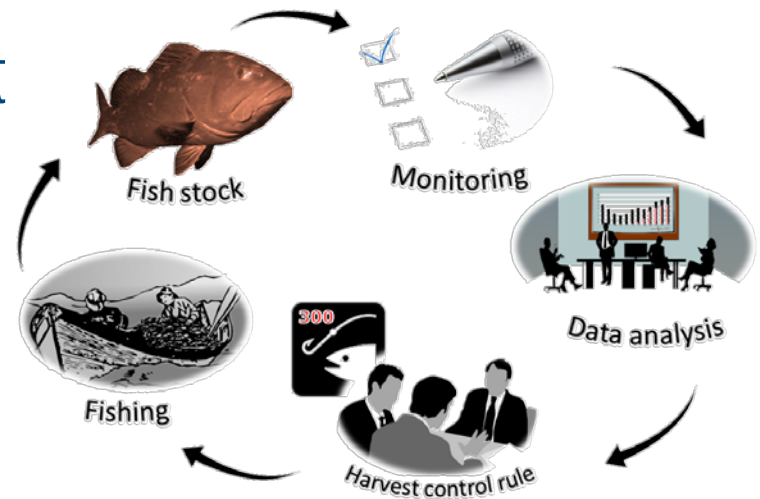 Fish stock
Monitoring
Data analysis
300
Harvest control rule
Fishing